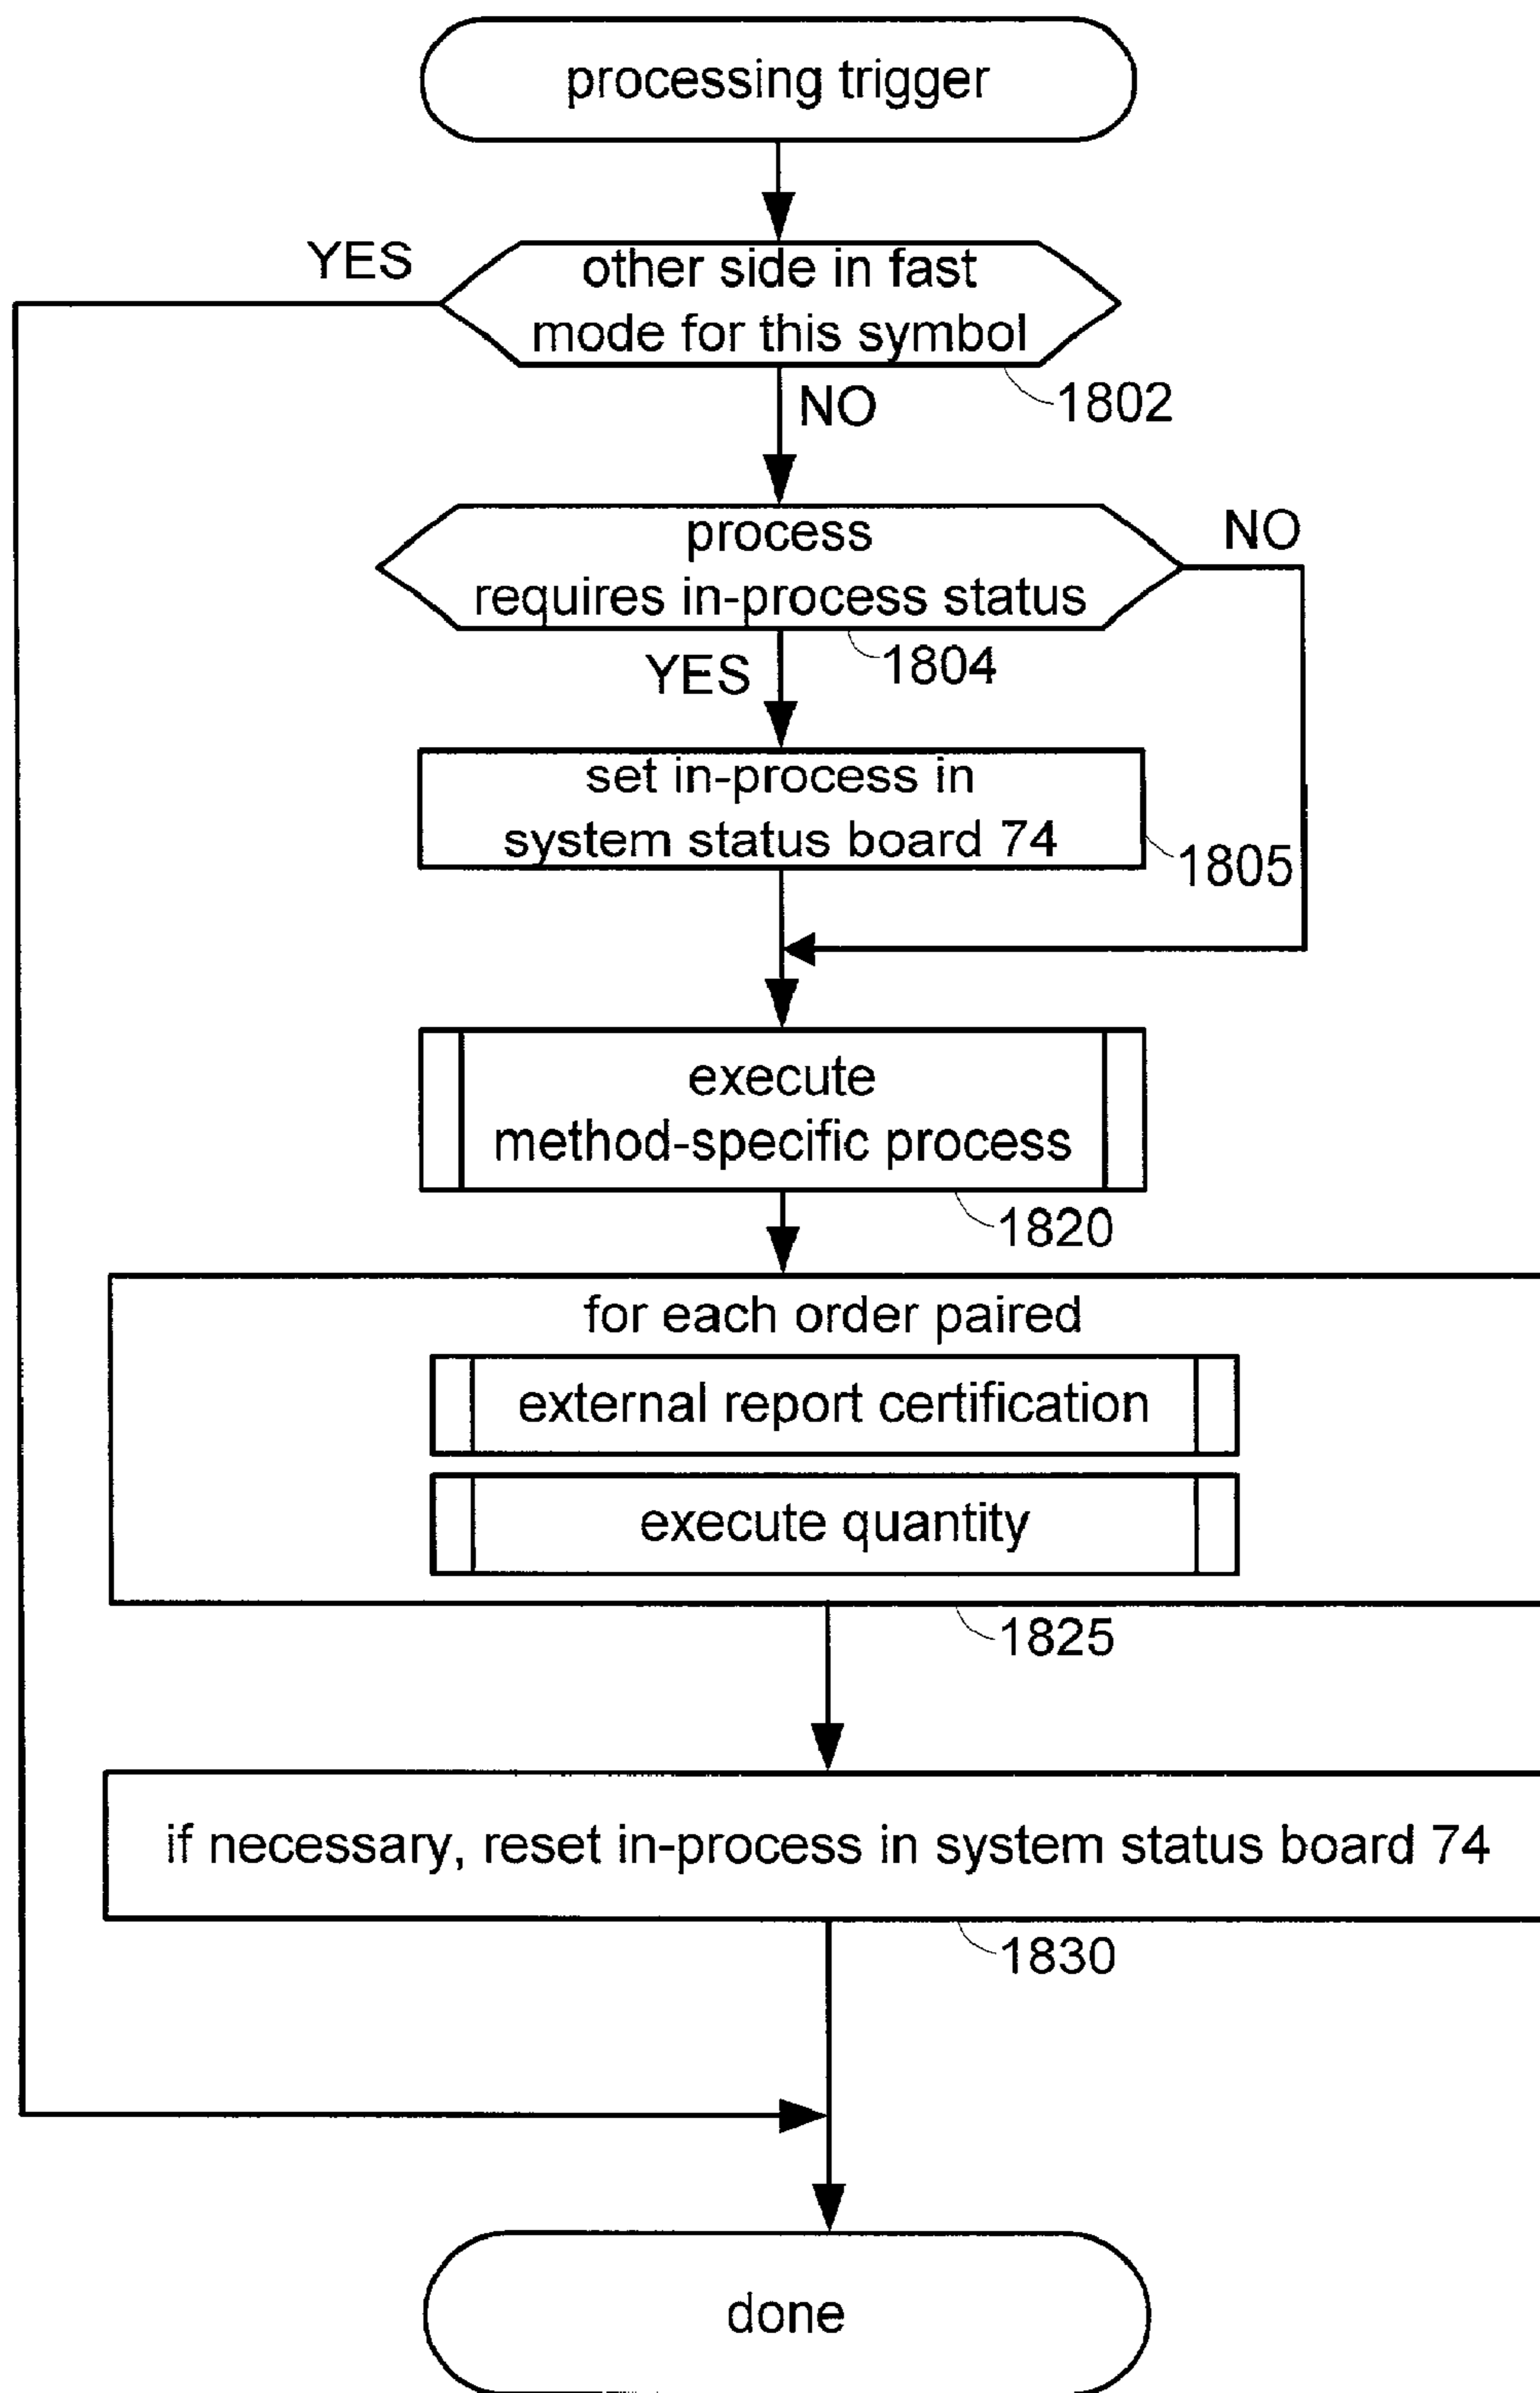 processing trigger
YES
other side in fast
mode for this symbol
NO
1802
process
requires in-process status
NO
YES
1804
set in-process in
system status board 74
1805
execute
method-specific process
1820
for each order paired
external report certification
execute quantity
1825
if necessary, reset in-process in system status board 74
1830
done